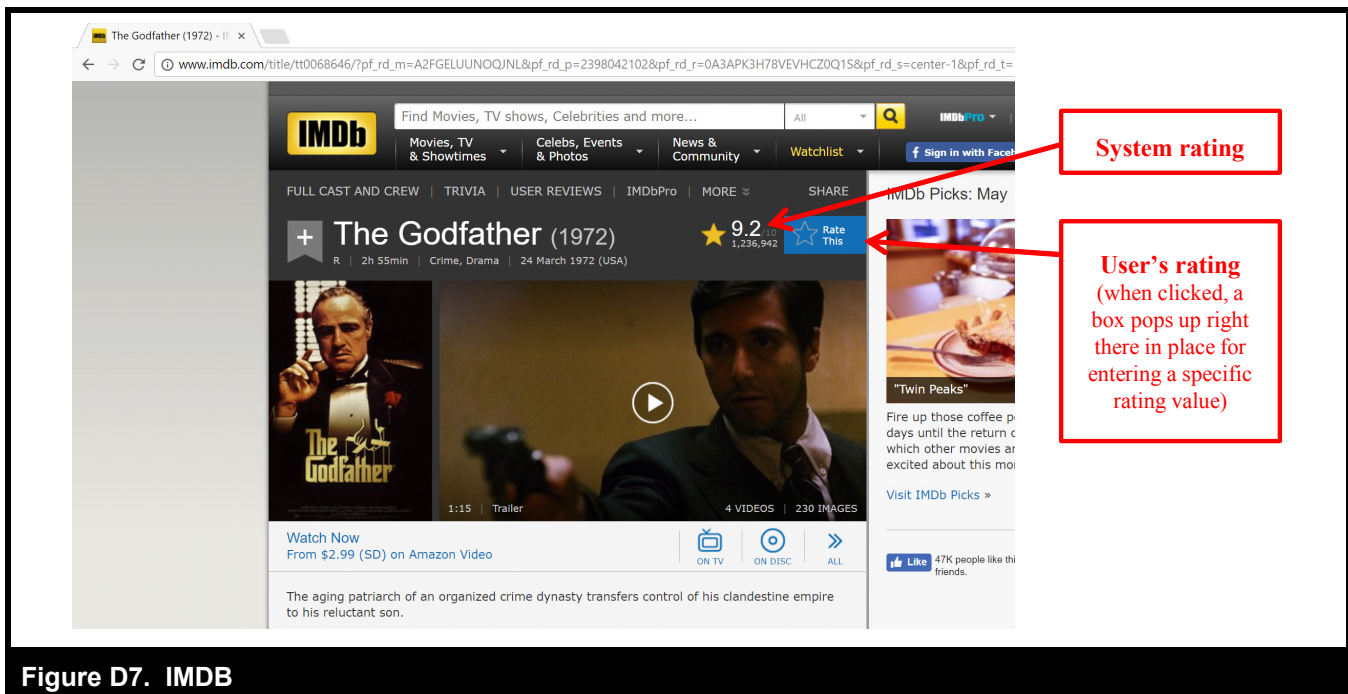 The Godfather (1972) - I
www.imdb.com/title/tt0068646/?pf_rd_m=A2FGELUUNOQJNL&pf_rd_p=2398042102&pf_rd_r=0A3APK3H78VEVHCZ0Q1S&pf_rd_s=center-1&pf_rd_t=
IMDb
Find Movies, TV shows, Celebrities and more...
All
IMDbPro
Movies, TV
& Showtimes
Celebs, Events
& Photos
News &
Community
Watchlist
f Sign in with Faceb
System rating
FULL CAST AND CREW | TRIVIA | USER REVIEWS | IMDbPro | MORE
SHARE
IMDb Picks: May
The Godfather (1972)
9.2/10
1,236,942
Rate
This
R | 2h 55min | Crime, Drama | 24 March 1972 (USA)
User's rating
(when clicked, a
box pops up right
there in place for
entering a specific
rating value)
The
Godfather
1:15 | Trailer
4 VIDEOS | 230 IMAGES
"Twin Peaks"
Fire up those coffee p
days until the return
which other movies a
excited about this mo
Visit IMDb Picks »
Watch Now
From $2.99 (SD) on Amazon Video
ON TV
ON DISC
ALL
Like
47K people like thi
friends.
The aging patriarch of an organized crime dynasty transfers control of his clandestine empire
to his reluctant son.
Figure D7. IMDB